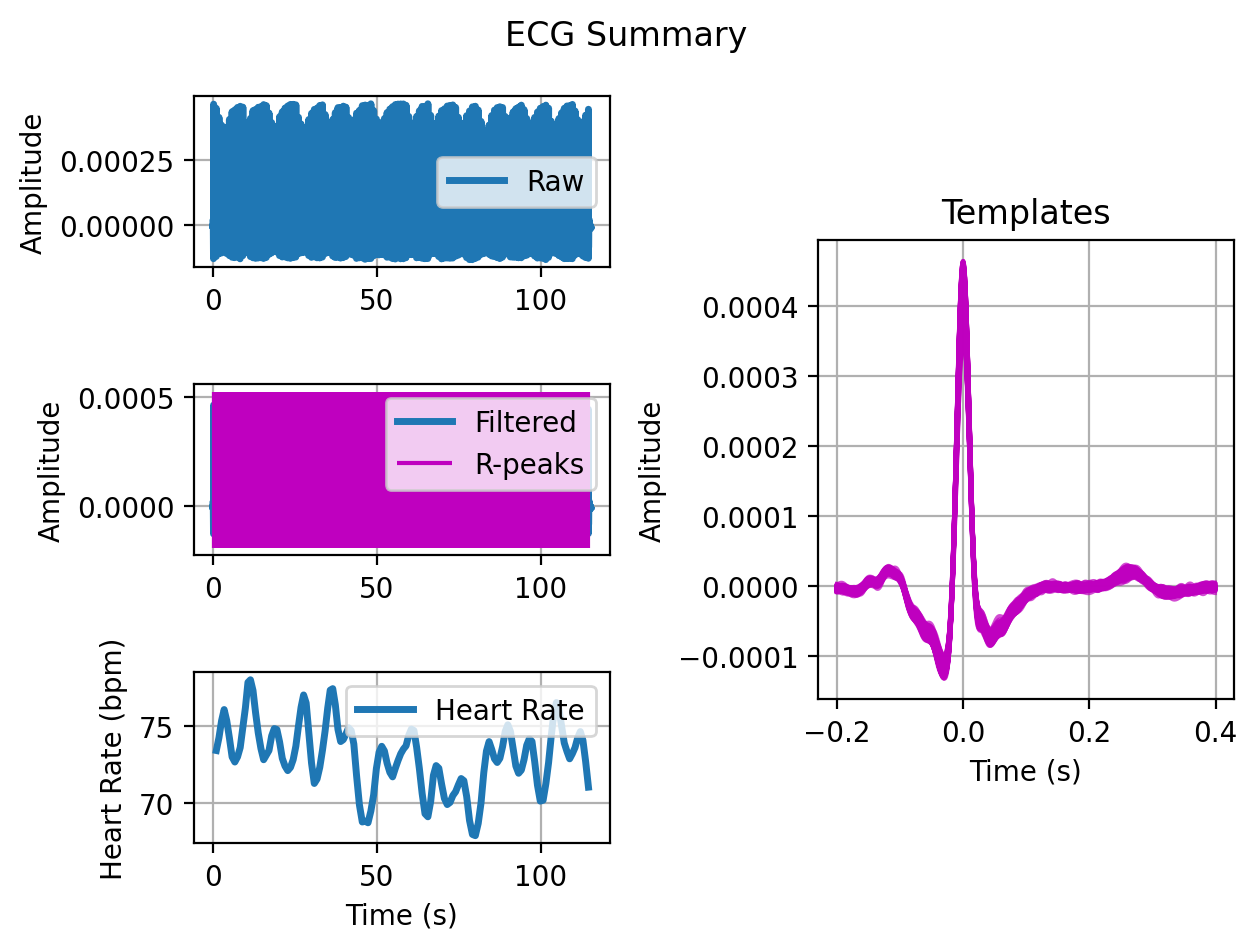 ECG Summary
Amplitude
0.00025
0.00000
Raw
0
50
100
Amplitude
0.0005
0.0000
Filtered
R-peaks
0
50
100
Heart Rate (bpm)
75
70
Heart Rate
0
50
100
Time (s)
Templates
Amplitude
0.0004
0.0003
0.0002
0.0001
0.0000
−0.0001
−0.2
0.0
0.2
0.4
Time (s)